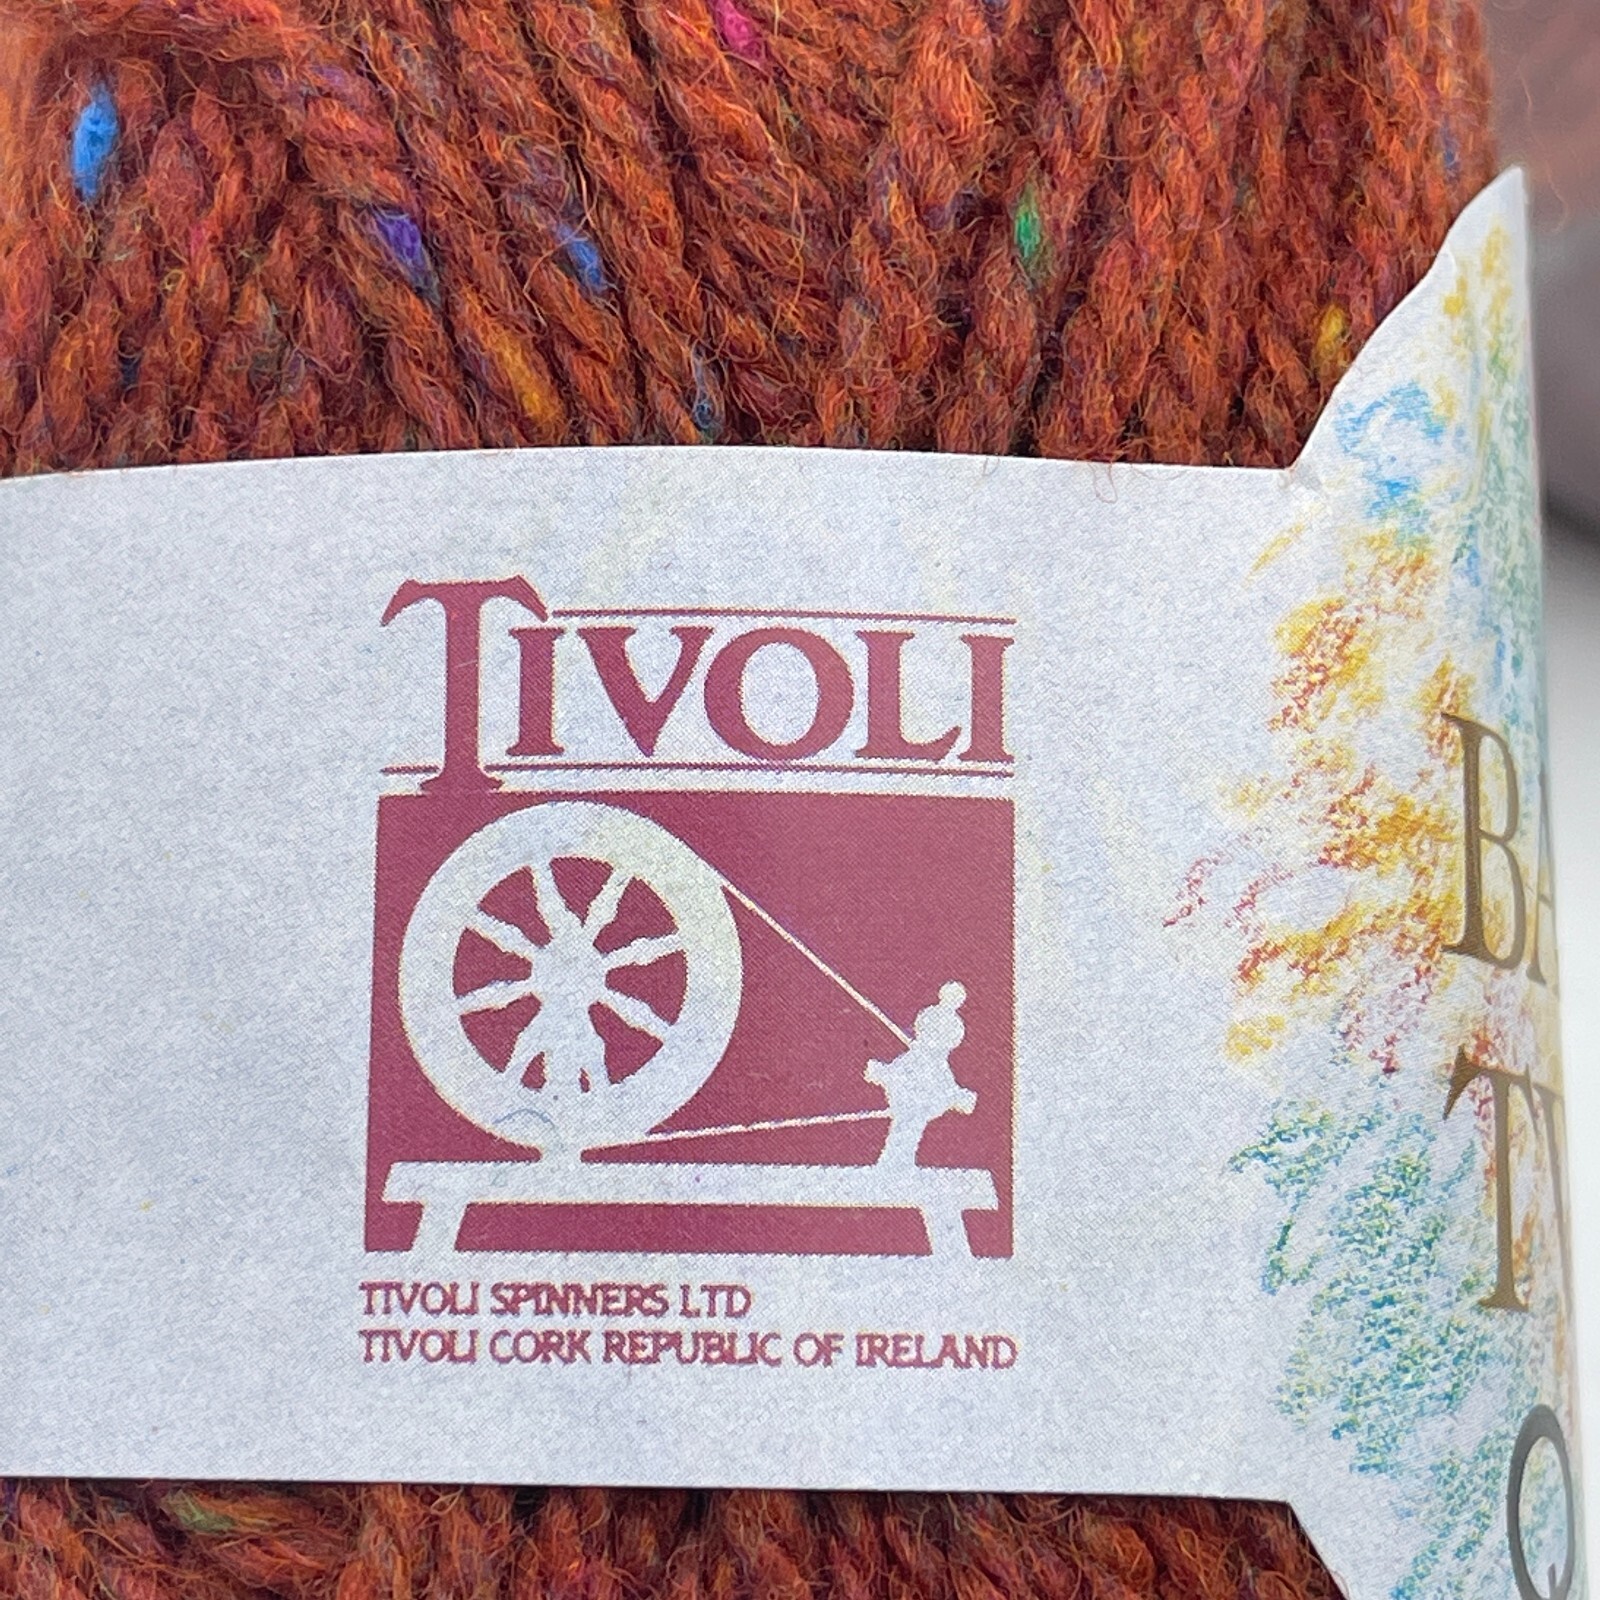 TIVOLI
TIVOLI SPINNERS LTD
TIVOLI CORK REPUBLIC OF IRELAND